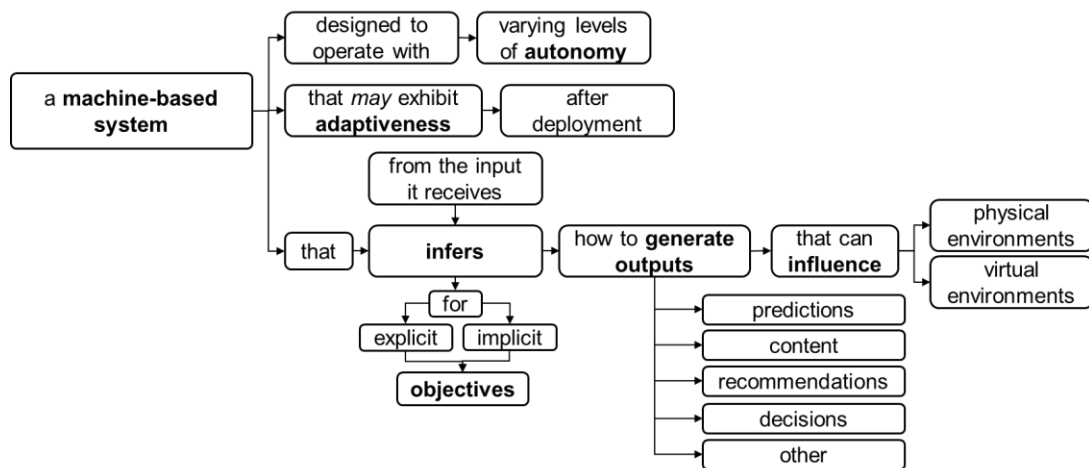 a machine-based
system
designed to
operate with
varying levels
of autonomy
that may exhibit
adaptiveness
after
deployment
from the input
it receives
that
infers
for
explicit
implicit
objectives
how to generate
outputs
that can
influence
physical
environments
virtual
environments
predictions
content
recommendations
decisions
other